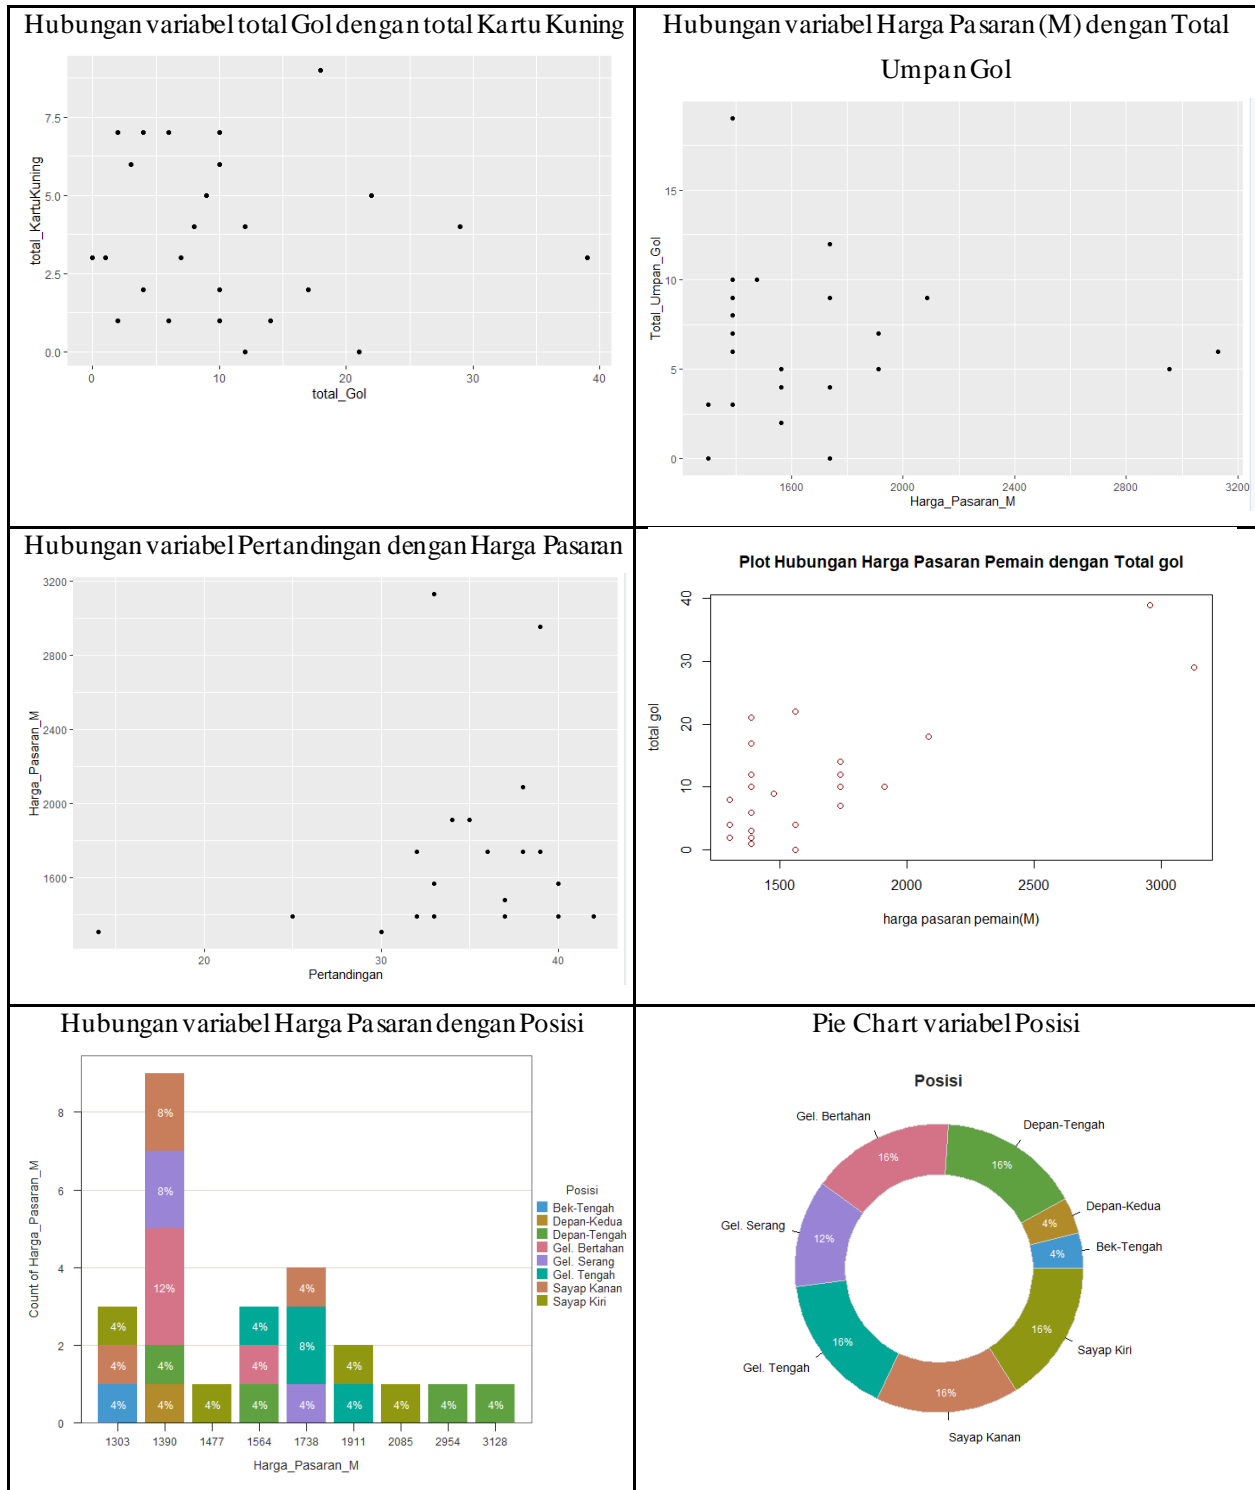 Hubungan variabel total Gol dengan total Kartu Kuning
7.5
5.0
2.5
0.0
total_KartuKuning
0 10 20 30 40
total_Gol
Hubungan variabel Harga Pasaran (M) dengan Total
Umpan Gol
15
10
5
0
Total_Umpan_Gol
1600 2000 2400 2800 3200
Harga_Pasaran_M
Hubungan variabel Pertandingan dengan Harga Pasaran
3200
2800
2400
2000
1600
Harga_Pasaran_M
20 30 40
Pertandingan
Plot Hubungan Harga Pasaran Pemain dengan Total gol
40
30
20
10
0
total gol
1500 2000 2500 3000
harga pasaran pemain(M)
Hubungan variabel Harga Pasaran dengan Posisi
8
6
4
2
0
Count of Harga_Pasaran_M
8%
8%
12%
4% 4% 4%
4% 4% 4% 8% 4%
4% 4% 4% 4% 4% 4% 4% 4% 4%
1303 1390 1477 1564 1738 1911 2085 2954 3128
Harga_Pasaran_M
Posisi
Bek-Tengah
Depan-Kedua
Depan-Tengah
Gel. Bertahan
Gel. Serang
Gel. Tengah
Sayap Kanan
Sayap Kiri
Pie Chart variabel Posisi
Posisi
Gel. Bertahan
16%
Depan-Tengah
16%
Depan-Kedua
4%
Bek-Tengah
4%
Gel. Serang
12%
Gel. Tengah
16%
Sayap Kiri
16%
Sayap Kanan
16%